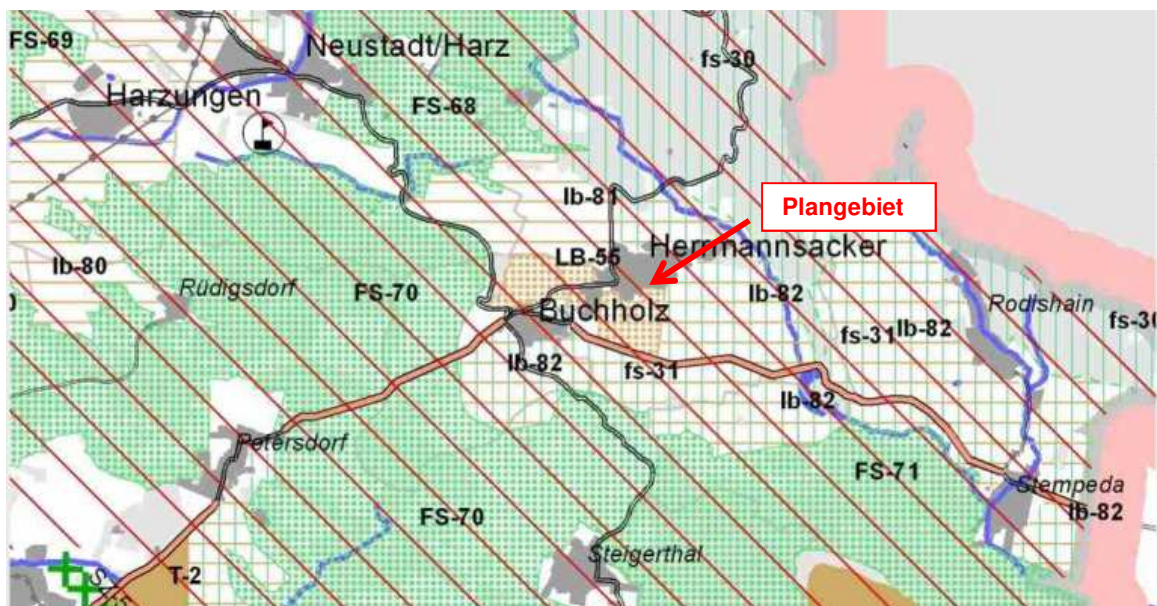 FS-69
Neustadt/Harz
fs-30
Harzungen
FS-68
lb-81
Plangebiet
LB-55
Herrmannsacker
lb-80
Rüdigsdorf
FS-70
lb-82
Rodishain
Buchholz
fs-30
fs-31
lb-82
lb-82
fs-31
lb-82
Petersdorf
FS-71
Stempeda
lb-82
FS-70
Steigerthal
T-2